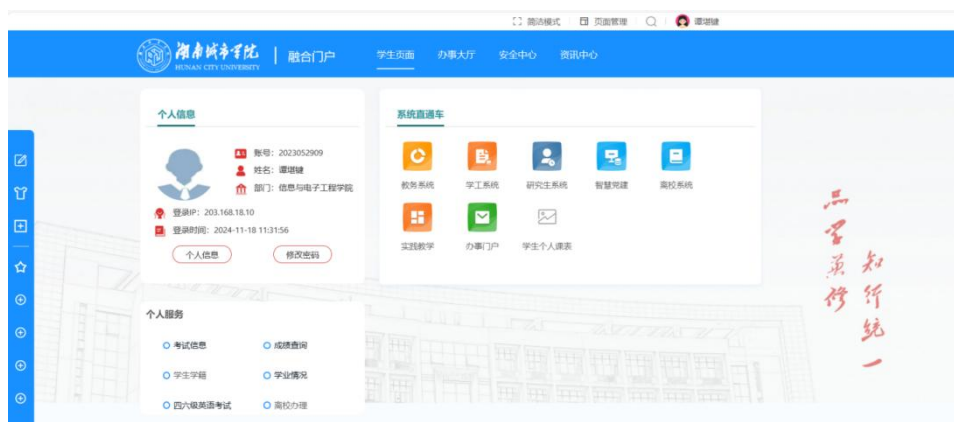 简洁模式 页面管理 谭堪键
湖南城市学院 融合门户 学生页面 办事大厅 安全中心 资讯中心
HUNAN CITY UNIVERSITY
个人信息
账号：2023052909
姓名：谭堪键
部门：信息与电子工程学院
登录IP：203.168.18.10
登录时间：2024-11-18 11:31:56
个人信息 修改密码
系统直通车
教务系统 学工系统 研究生系统 智慧党建 离校系统
实践教学 办事门户 学生个人课表
个人服务
考试信息 成绩查询
学生学籍 学业情况
四六级英语考试 离校办理
品学兼修
知行统一